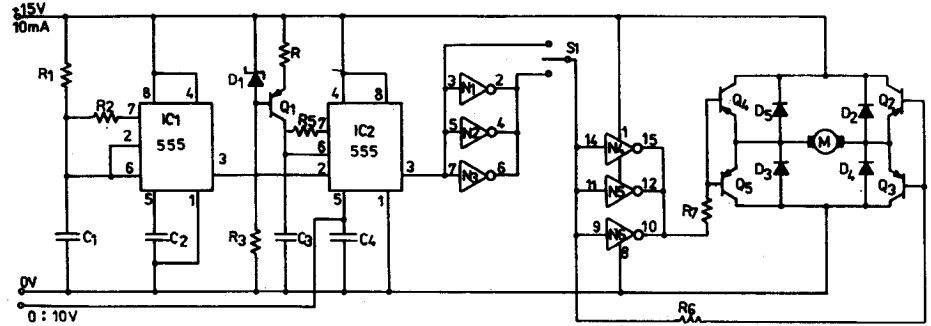 +15V
10mA
R1
R2
8
4
7
IC1
555
2
6
3
5
1
C1
C2
D1
R
Q1
R3
R5
4
8
7
IC2
555
6
2
3
5
1
C3
C4
S1
3 N1 2
5 N2 4
7 N3 6
14 N4 15
1
11 N5 12
9 N6 10
8
R7
Q4
D5
D2
Q2
M
D3
D4
Q5
Q3
0V
0 : 10V
R6